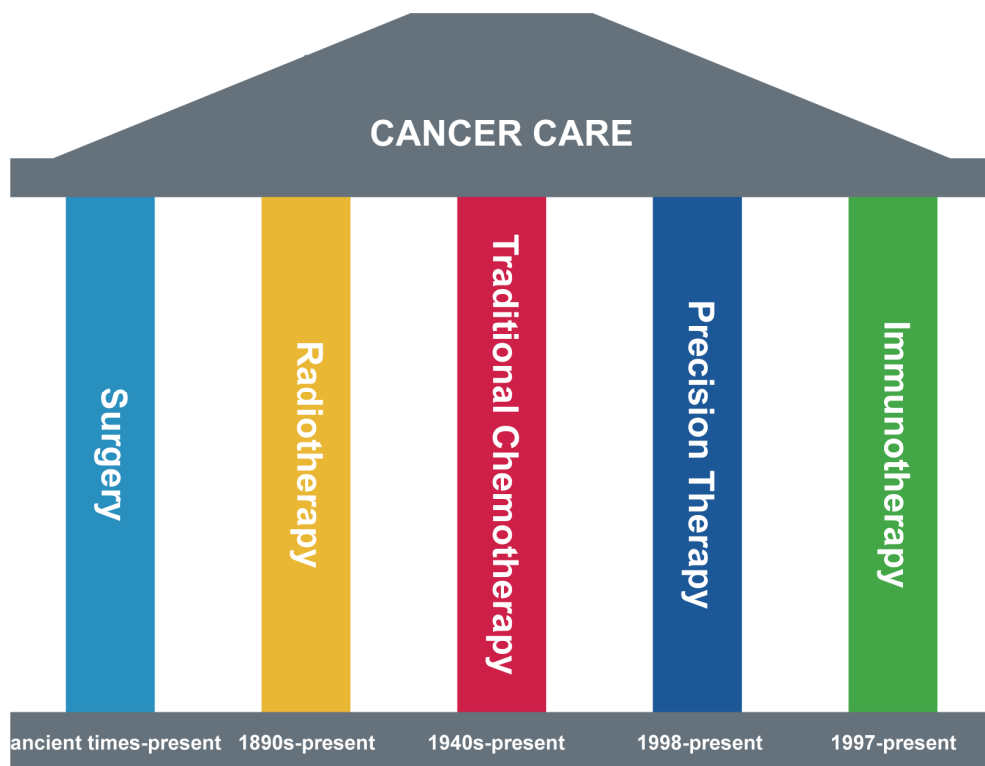 CANCER CARE
Surgery
Radiotherapy
Traditional Chemotherapy
Precision Therapy
Immunotherapy
ancient times-present
1890s-present
1940s-present
1998-present
1997-present